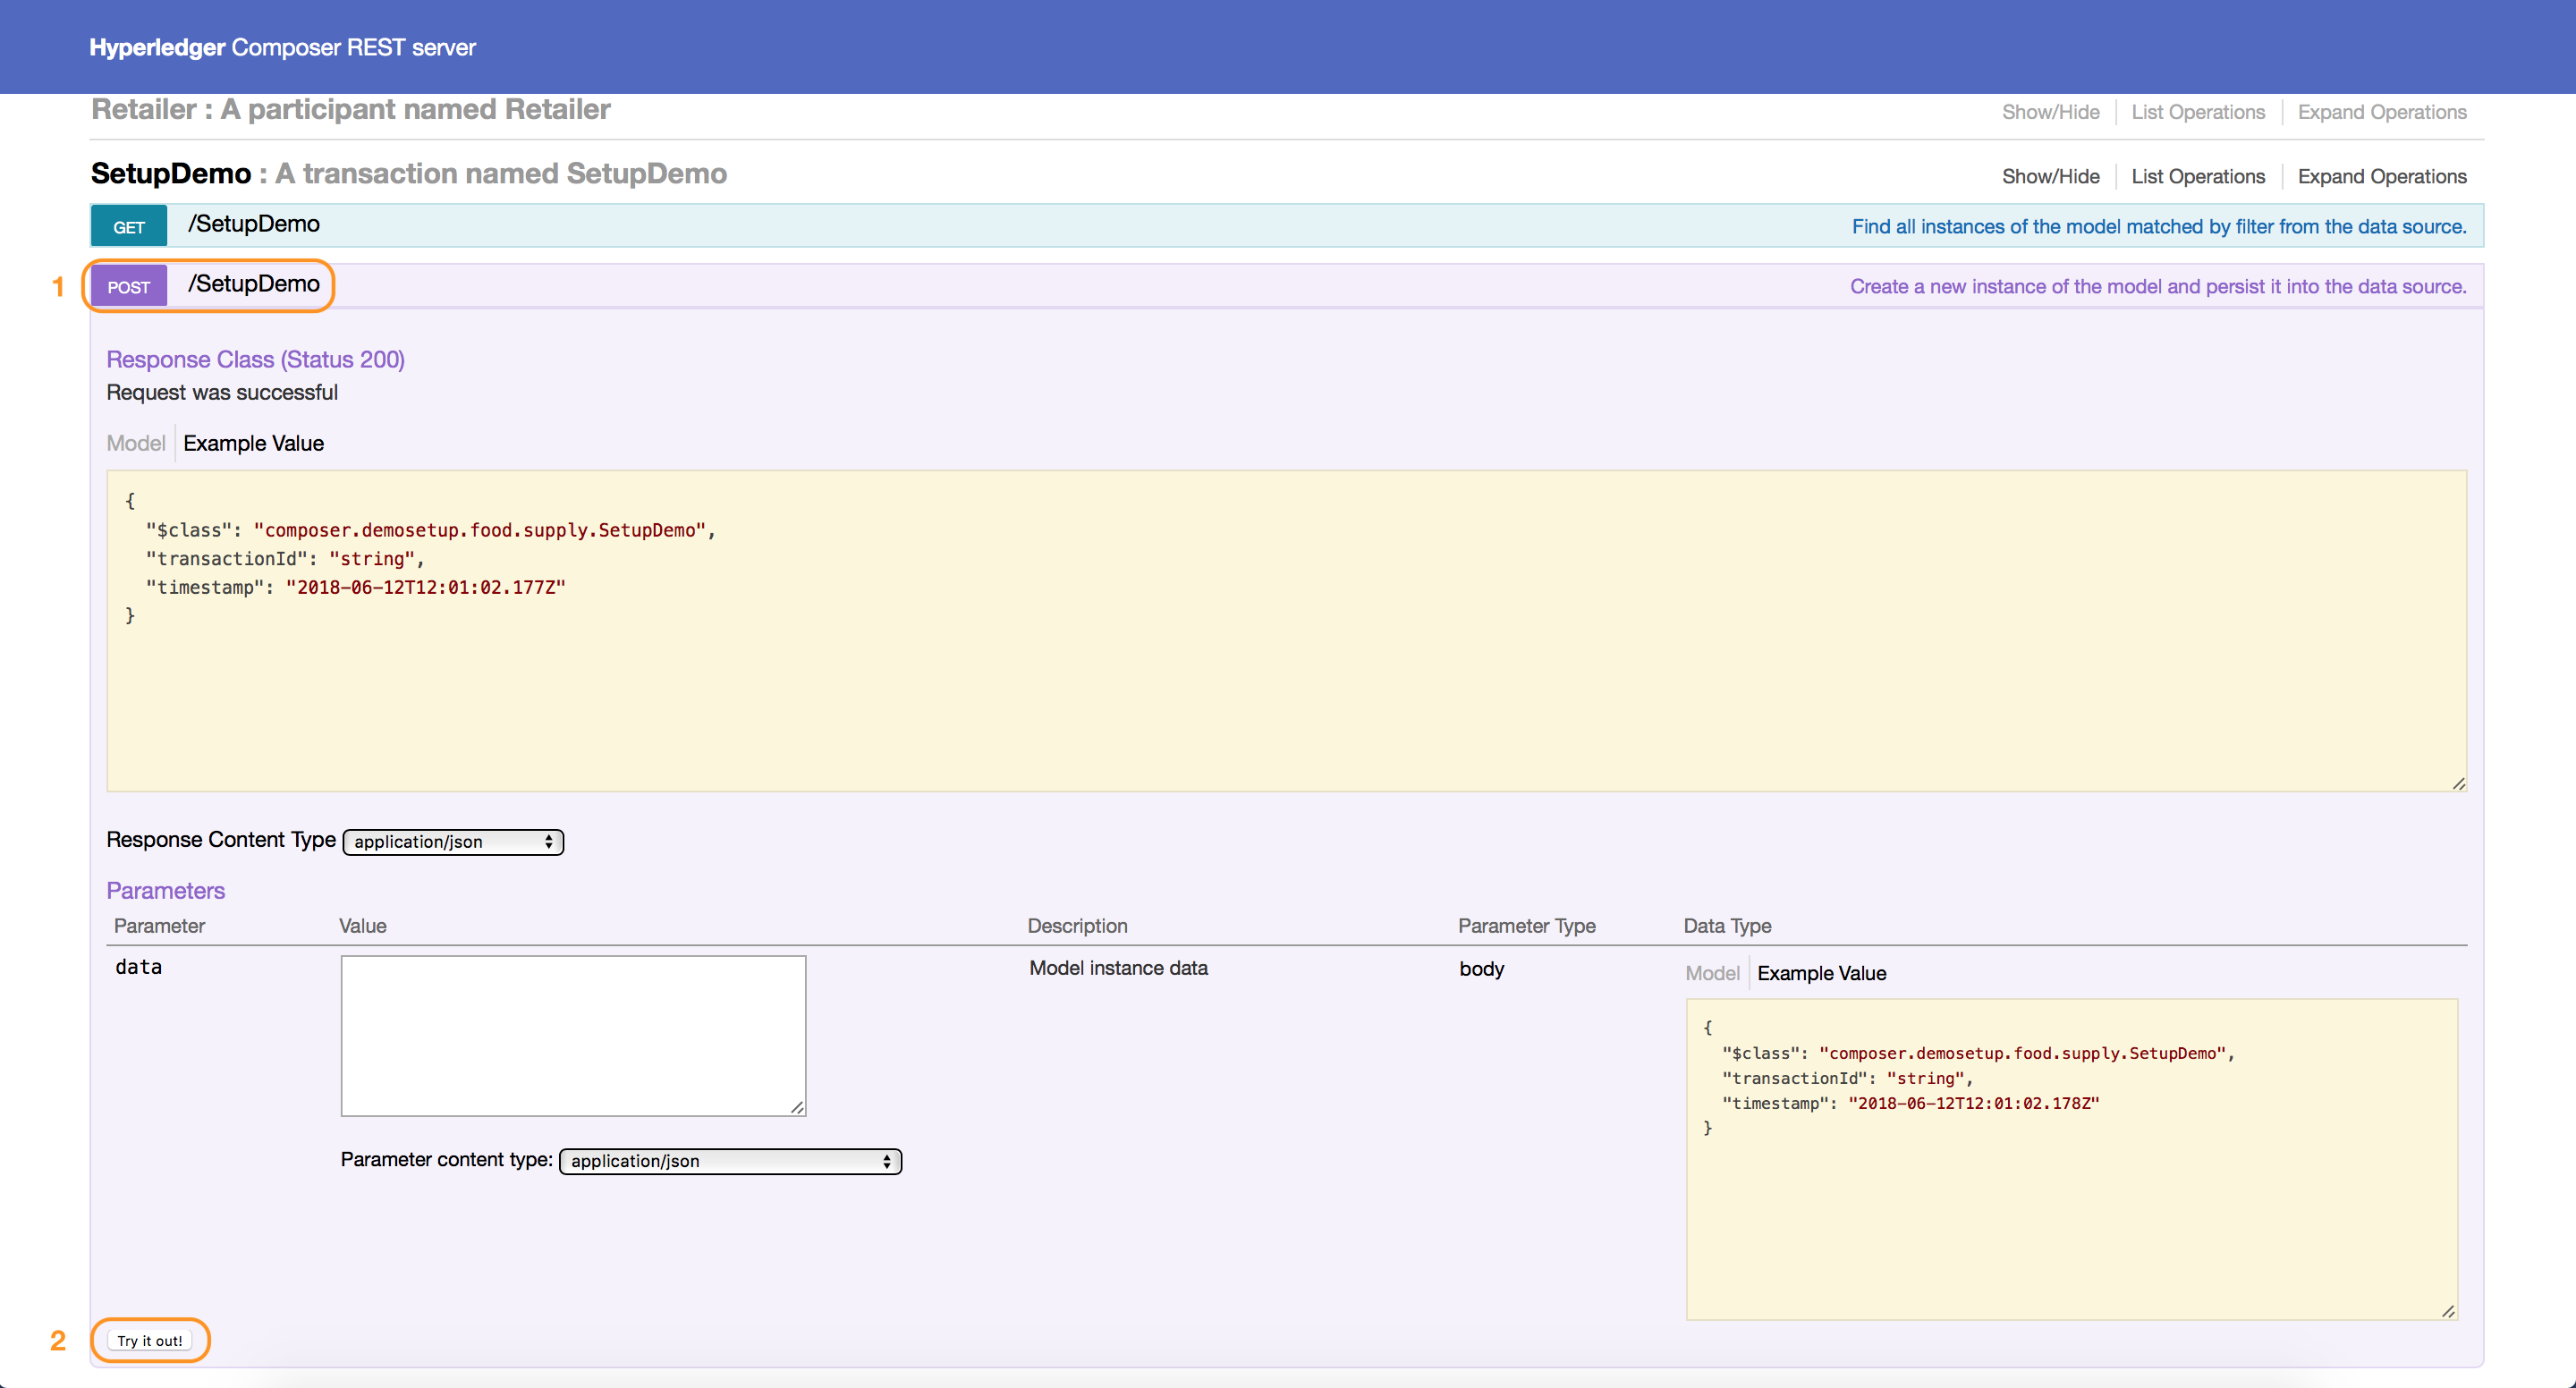 Hyperledger Composer REST server
Retailer : A participant named Retailer Show/Hide List Operations Expand Operations
SetupDemo : A transaction named SetupDemo Show/Hide List Operations Expand Operations
GET /SetupDemo Find all instances of the model matched by filter from the data source.
1 POST /SetupDemo Create a new instance of the model and persist it into the data source.
Response Class (Status 200)
Request was successful
Model Example Value
{
"$class": "composer.demosetup.food.supply.SetupDemo",
"transactionId": "string",
"timestamp": "2018-06-12T12:01:02.177Z"
}
Response Content Type application/json
Parameters
Parameter Value Description Parameter Type Data Type
data Model instance data body Model Example Value
{
"$class": "composer.demosetup.food.supply.SetupDemo",
"transactionId": "string",
"timestamp": "2018-06-12T12:01:02.178Z"
}
Parameter content type: application/json
2 Try it out!